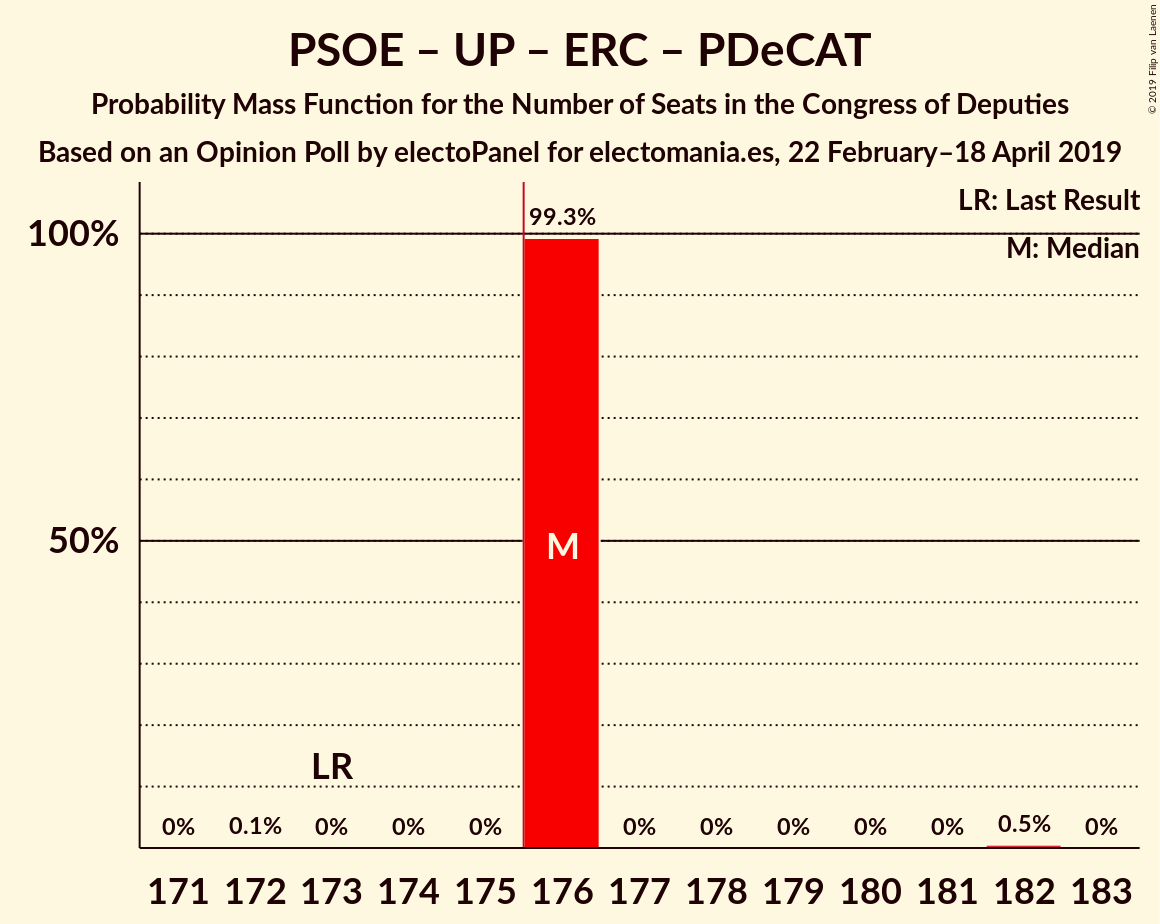 PSOE – UP – ERC – PDeCAT
Probability Mass Function for the Number of Seats in the Congress of Deputies
Based on an Opinion Poll by electoPanel for electomania.es, 22 February–18 April 2019
© 2019 Filip van Laenen
LR: Last Result
M: Median
100%
50%
99.3%
M
LR
0% 0.1% 0% 0% 0% 0% 0% 0% 0% 0% 0.5% 0%
171 172 173 174 175 176 177 178 179 180 181 182 183